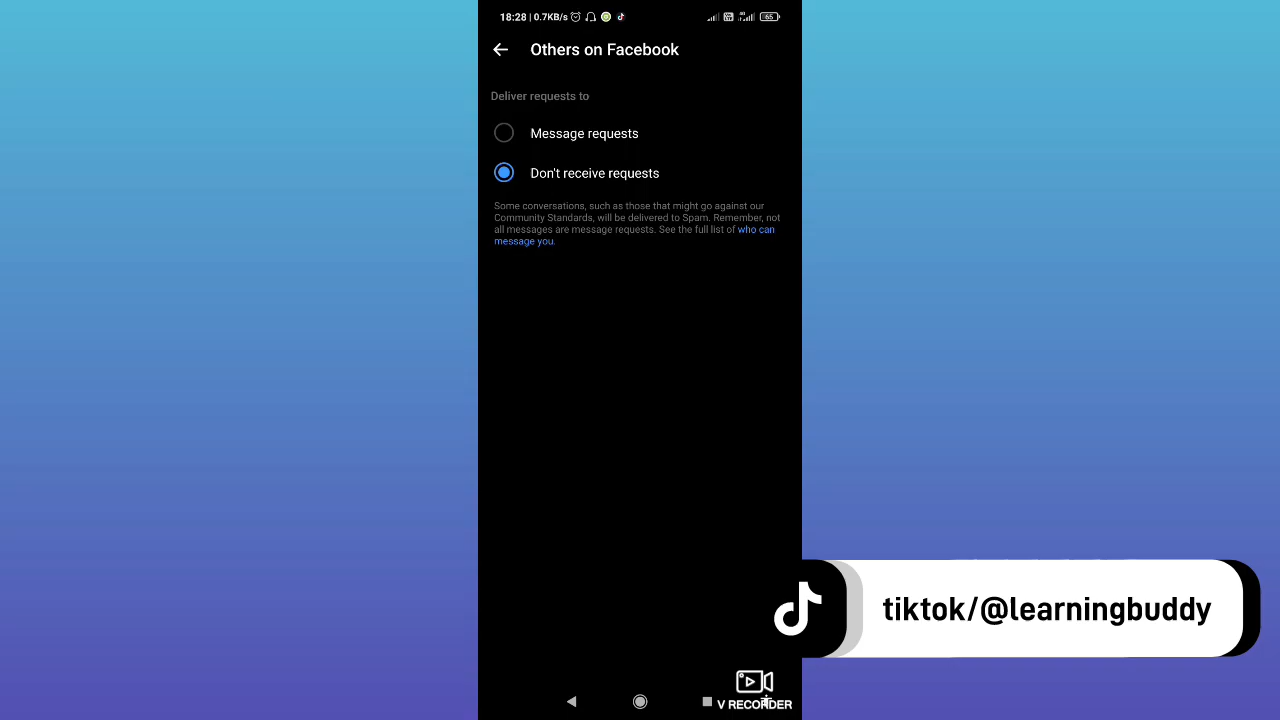 18:28 | 0.7KB/s
65
Others on Facebook
Deliver requests to
Message requests
Don't receive requests
Some conversations, such as those that might go against our
Community Standards, will be delivered to Spam. Remember, not
all messages are message requests. See the full list of who can
message you.
tiktok/@learningbuddy
V RECORDER